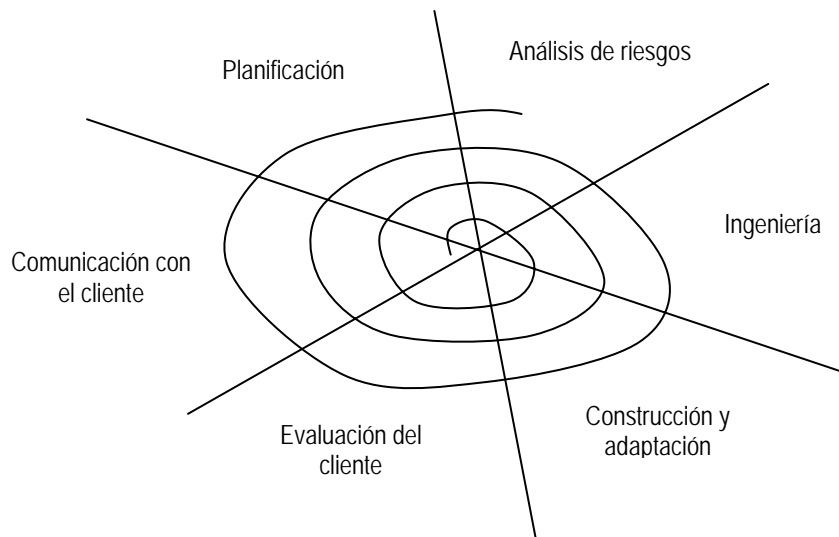 Análisis de riesgos
Planificación
Ingeniería
Comunicación con
el cliente
Construcción y
adaptación
Evaluación del
cliente